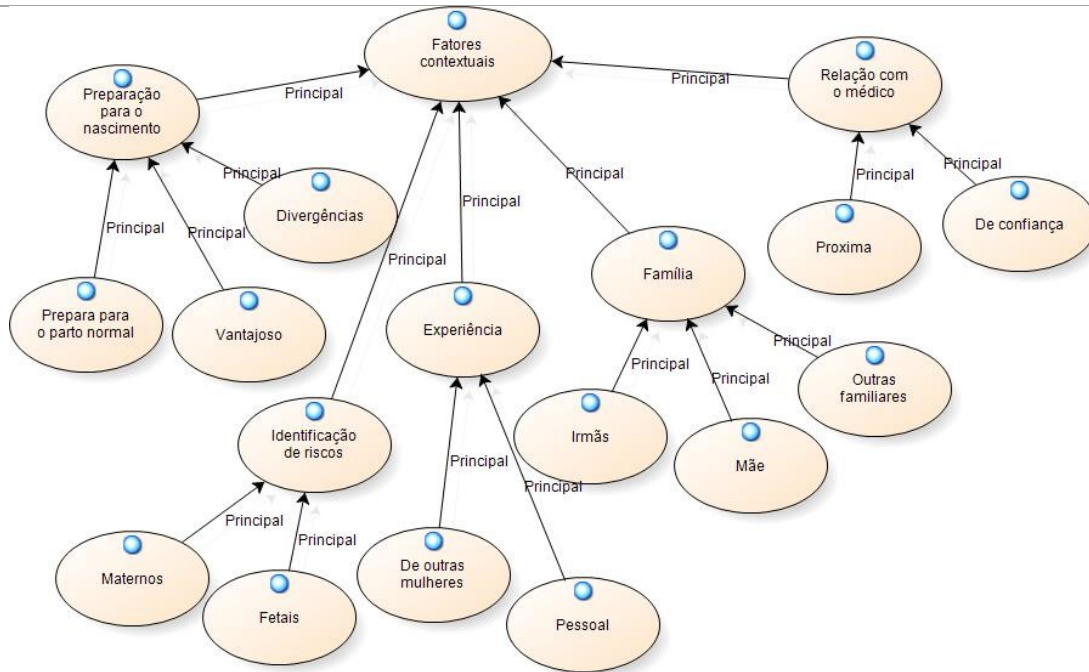 Fatores
contextuais
Preparação
para o
nascimento
Principal
Principal
Relação com
o médico
Principal
Divergências
Principal
Principal
Principal
Principal
Principal
Principal
Principal
Principal
Proxima
De confiança
Família
Prepara para
o parto normal
Vantajoso
Experiência
Principal
Principal
Principal
Outras
familiares
Irmãs
Mãe
Identificação
de riscos
Principal
Principal
Principal
Principal
Maternos
Fetais
De outras
mulheres
Pessoal